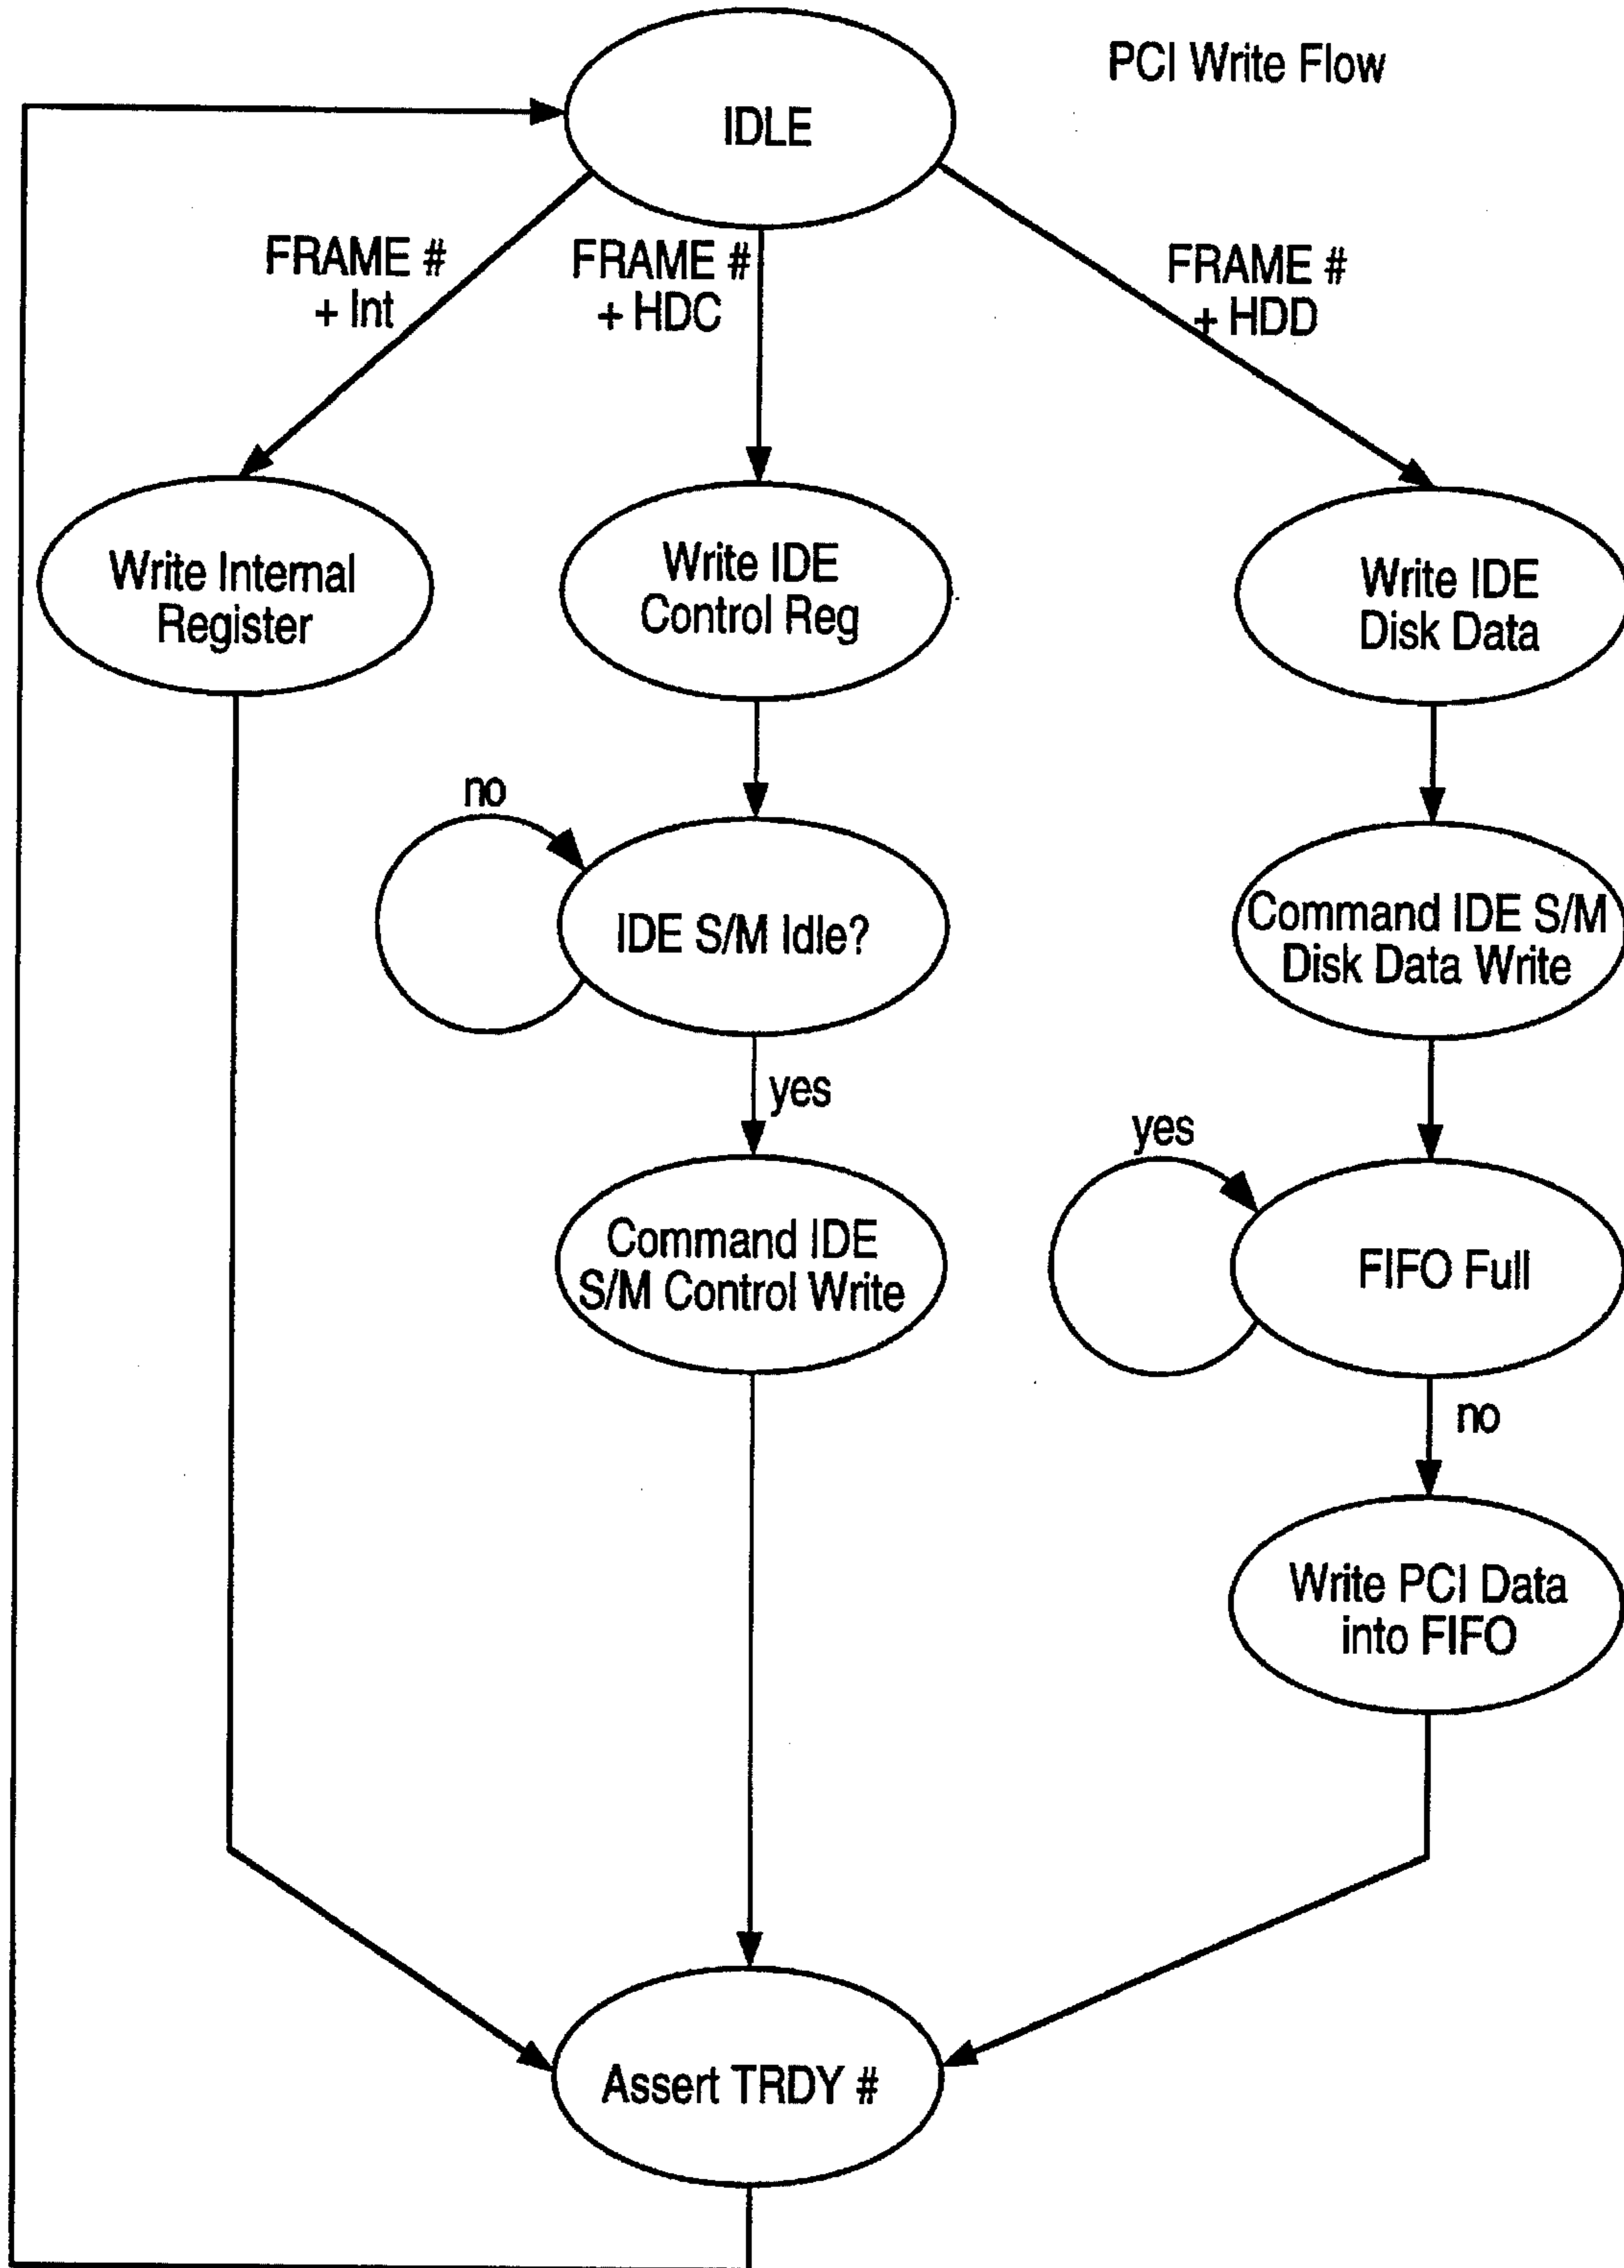 PCI Write Flow
IDLE
FRAME #
+ Int
FRAME #
+ HDC
FRAME #
+ HDD
Write Internal
Register
Write IDE
Control Reg
Write IDE
Disk Data
no
IDE S/M Idle?
Command IDE S/M
Disk Data Write
yes
yes
Command IDE
S/M Control Write
FIFO Full
no
Write PCI Data
into FIFO
Assert TRDY #